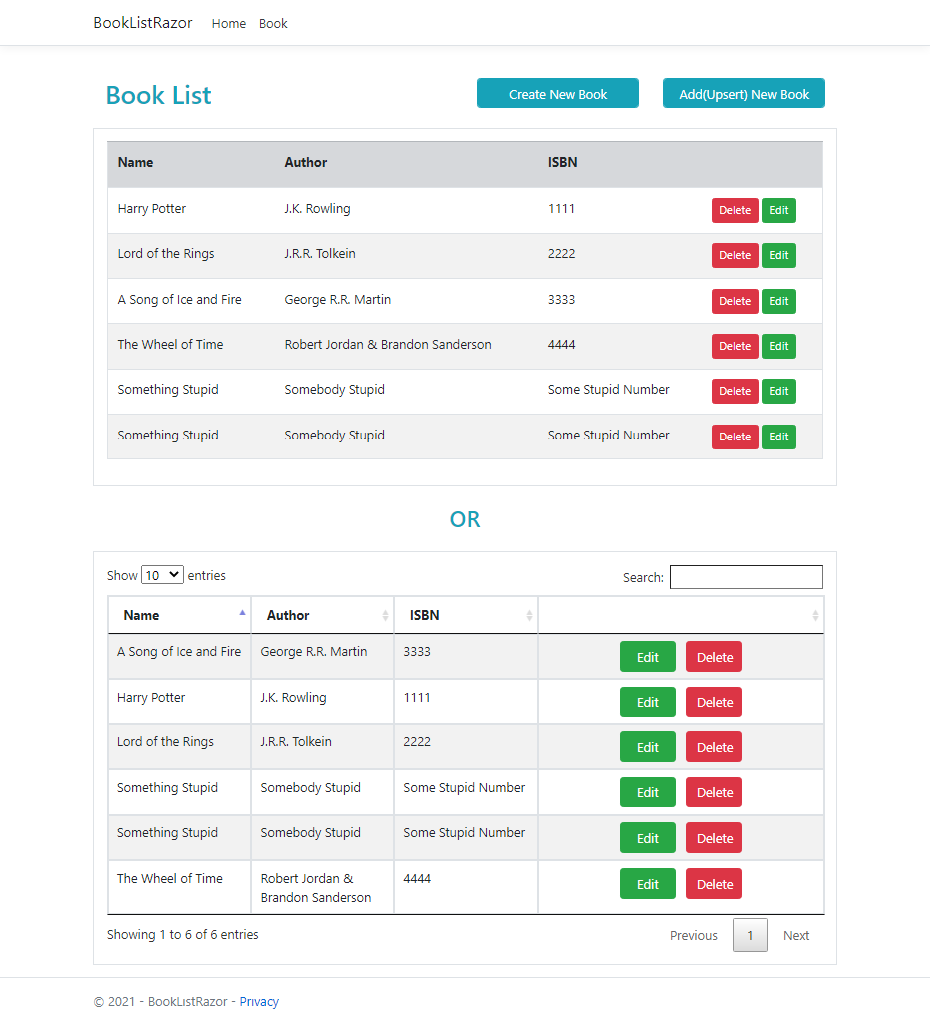 BookListRazor Home Book
Book List Create New Book Add(Upsert) New Book
Name Author ISBN
Harry Potter J.K. Rowling 1111 Delete Edit
Lord of the Rings J.R.R. Tolkein 2222 Delete Edit
A Song of Ice and Fire George R.R. Martin 3333 Delete Edit
The Wheel of Time Robert Jordan & Brandon Sanderson 4444 Delete Edit
Something Stupid Somebody Stupid Some Stupid Number Delete Edit
Something Stupid Somebody Stupid Some Stupid Number Delete Edit
OR
Show 10 entries Search:
Name Author ISBN
A Song of Ice and Fire George R.R. Martin 3333 Edit Delete
Harry Potter J.K. Rowling 1111 Edit Delete
Lord of the Rings J.R.R. Tolkein 2222 Edit Delete
Something Stupid Somebody Stupid Some Stupid Number Edit Delete
Something Stupid Somebody Stupid Some Stupid Number Edit Delete
The Wheel of Time Robert Jordan & 4444 Edit Delete
Brandon Sanderson
Showing 1 to 6 of 6 entries Previous 1 Next
© 2021 - BookListRazor - Privacy